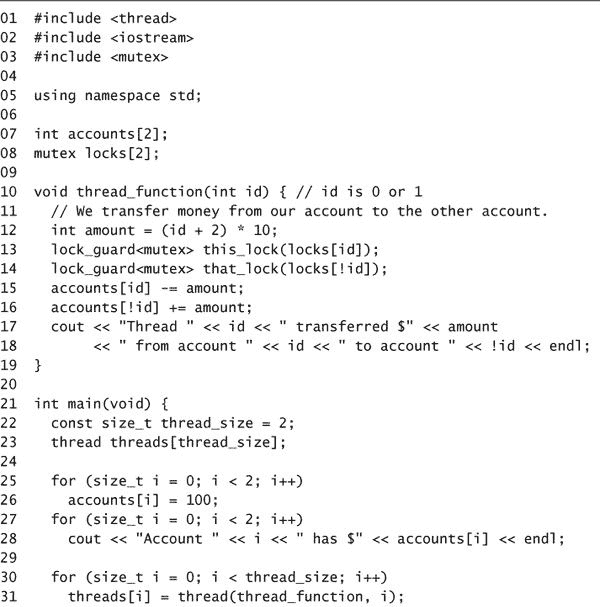 01  #include <thread>
02  #include <iostream>
03  #include <mutex>
04
05  using namespace std;
06
07  int accounts[2];
08  mutex locks[2];
09
10  void thread_function(int id) { // id is 0 or 1
11    // We transfer money from our account to the other account.
12    int amount = (id + 2) * 10;
13    lock_guard<mutex> this_lock(locks[id]);
14    lock_guard<mutex> that_lock(locks[!id]);
15    accounts[id] -= amount;
16    accounts[!id] += amount;
17    cout << "Thread " << id << " transferred $" << amount
18         << " from account " << id << " to account " << !id << endl;
19  }
20
21  int main(void) {
22    const size_t thread_size = 2;
23    thread threads[thread_size];
24
25    for (size_t i = 0; i < 2; i++)
26      accounts[i] = 100;
27    for (size_t i = 0; i < 2; i++)
28      cout << "Account " << i << " has $" << accounts[i] << endl;
29
30    for (size_t i = 0; i < thread_size; i++)
31      threads[i] = thread(thread_function, i);